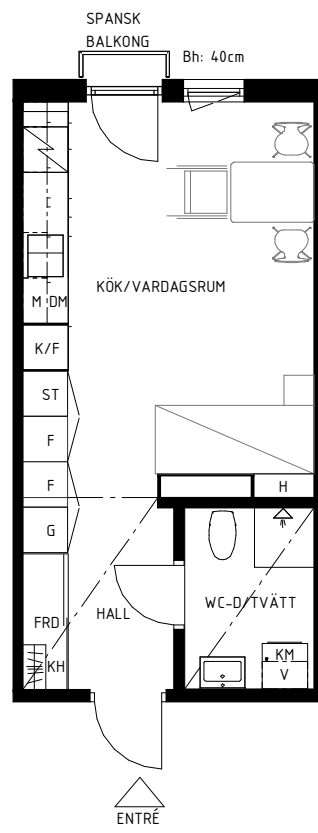 SPANSK
BALKONG
Bh: 40cm
KÖK/VARDAGSRUM
M DM
K/F
ST
F
F
H
G
WC-D/TVÄTT
HALL
FRD
KH
KM
V
ENTRÉ